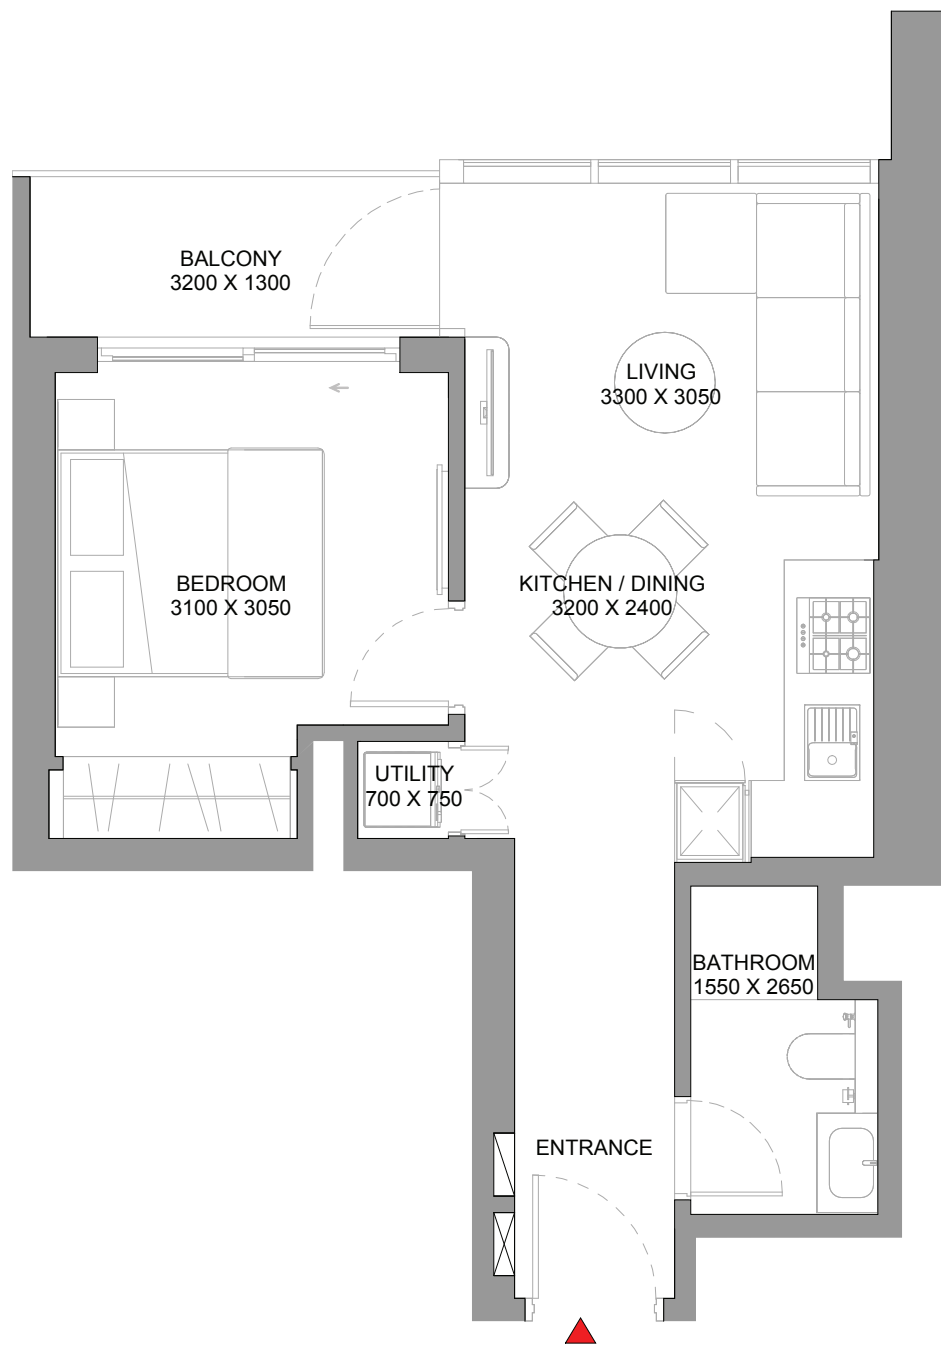 BALCONY
3200 X 1300
LIVING
3300 X 3050
BEDROOM
3100 X 3050
KITCHEN / DINING
3200 X 2400
UTILITY
700 X 750
BATHROOM
1550 X 2650
ENTRANCE